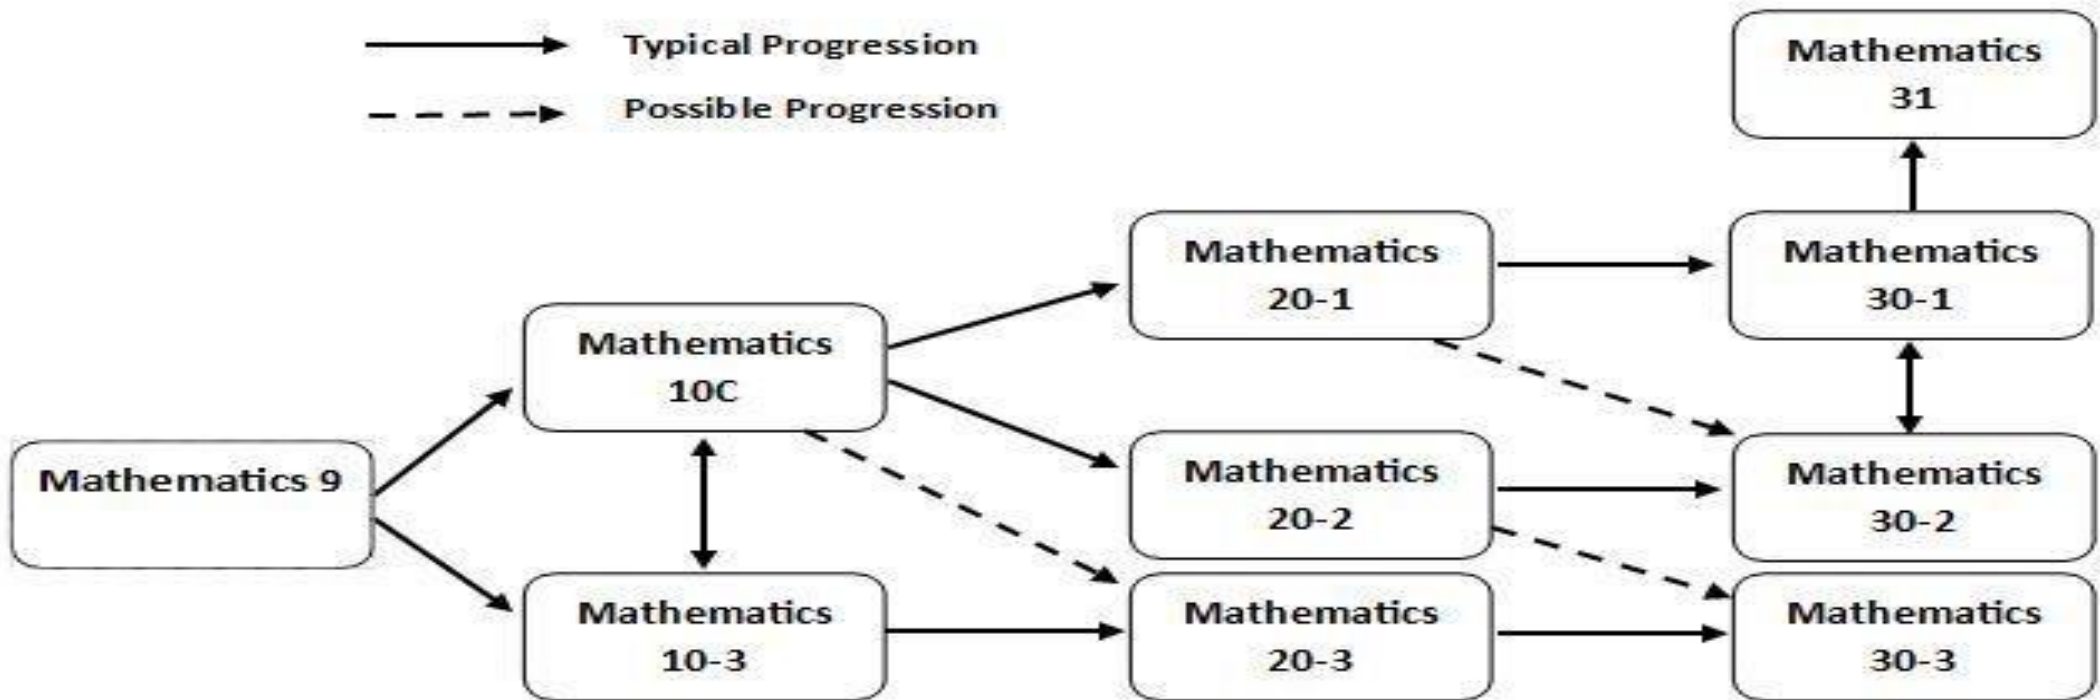 Typical Progression
Possible Progression
Mathematics
31
Mathematics
20-1
Mathematics
30-1
Mathematics
10C
Mathematics 9
Mathematics
20-2
Mathematics
30-2
Mathematics
10-3
Mathematics
20-3
Mathematics
30-3